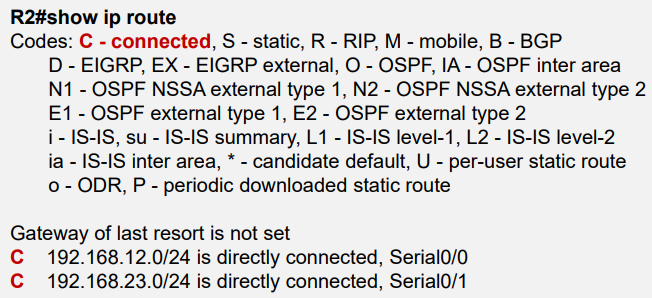 R2#show ip route
Codes: C - connected, S - static, R - RIP, M - mobile, B - BGP
D - EIGRP, EX - EIGRP external, O - OSPF, IA - OSPF inter area
N1 - OSPF NSSA external type 1, N2 - OSPF NSSA external type 2
E1 - OSPF external type 1, E2 - OSPF external type 2
i - IS-IS, su - IS-IS summary, L1 - IS-IS level-1, L2 - IS-IS level-2
ia - IS-IS inter area, * - candidate default, U - per-user static route
o - ODR, P - periodic downloaded static route
Gateway of last resort is not set
C 192.168.12.0/24 is directly connected, Serial0/0
C 192.168.23.0/24 is directly connected, Serial0/1